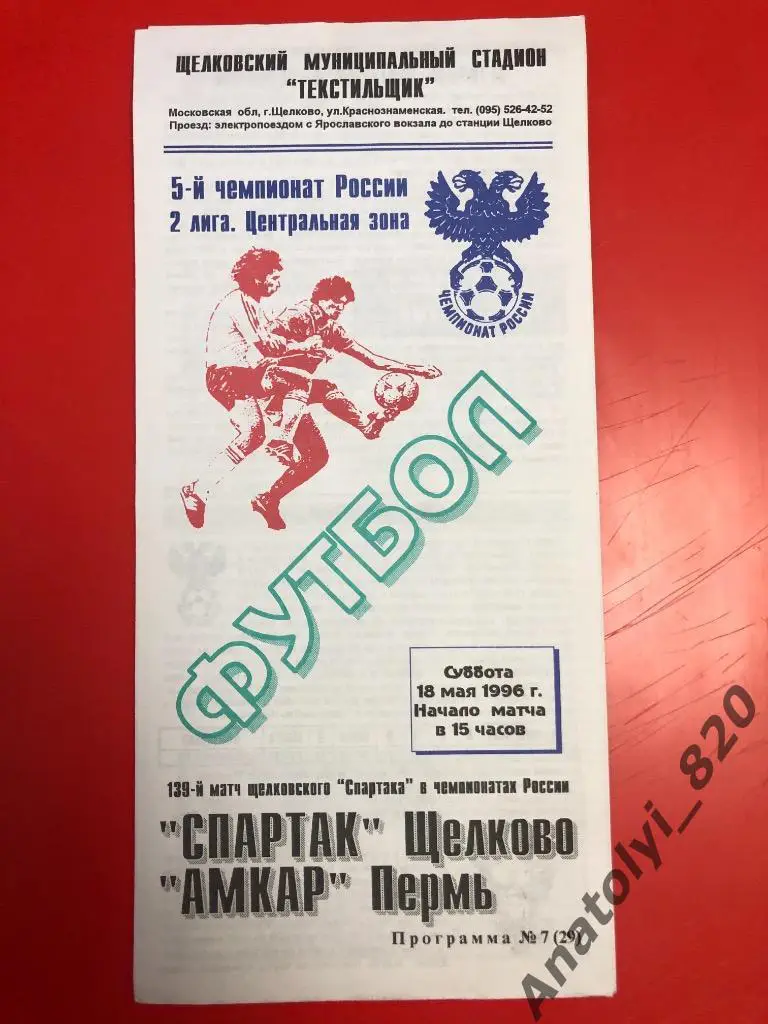 ЩЕЛКОВСКИЙ МУНИЦИПАЛЬНЫЙ СТАДИОН
"ТЕКСТИЛЬЩИК"
Московская обл, г.Щелково, ул.Краснознаменская. тел. (095) 526-42-52
Проезд: электропоездом с Ярославского вокзала до станции Щелково
5-й чемпионат России
2 лига. Центральная зона
ЧЕМПИОНАТ РОССИИ
ФУТБОЛ
Суббота
18 мая 1996 г.
Начало матча
в 15 часов
139-й матч щелковского "Спартака" в чемпионатах России
"СПАРТАК" Щелково
"АМКАР" Пермь
Программа №7 (29)
Anatolyi_820